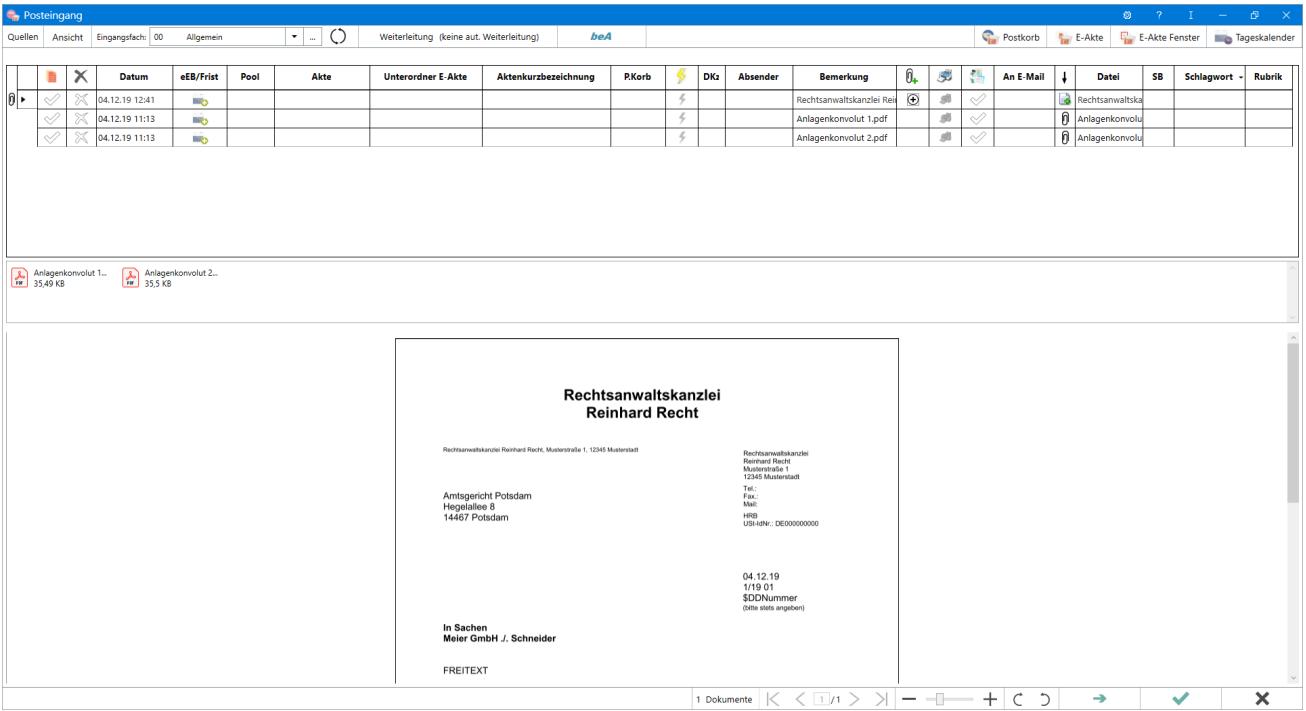 Posteingang
Quellen Ansicht Eingangsfach: 00 Allgemein ... Weiterleitung (keine aut. Weiterleitung) beA Postkorb E-Akte E-Akte Fenster Tageskalender
Datum eEB/Frist Pool Akte Unterordner E-Akte Aktenkurzbezeichnung P.Korb DKz Absender Bemerkung An E-Mail Datei SB Schlagwort Rubrik
04.12.19 12:41 Rechtsanwaltskanzlei Rei Rechtsanwaltska
04.12.19 11:13 Anlagenkonvolut 1.pdf Anlagenkonvolu
04.12.19 11:13 Anlagenkonvolut 2.pdf Anlagenkonvolu
Anlagenkonvolut 1... Anlagenkonvolut 2...
35,49 KB 35,5 KB
Rechtsanwaltskanzlei
Reinhard Recht
Rechtsanwaltskanzlei Reinhard Recht, Musterstraße 1, 12345 Musterstadt
Rechtsanwaltskanzlei
Reinhard Recht
Musterstraße 1
12345 Musterstadt
Tel.:
Fax.:
Mail:
HRB
USt-IdNr.: DE000000000
Amtsgericht Potsdam
Hegelallee 8
14467 Potsdam
04.12.19
1/19 01
$DDNummer
(bitte stets angeben)
In Sachen
Meier GmbH ./. Schneider
FREITEXT
1 Dokumente 1 /1